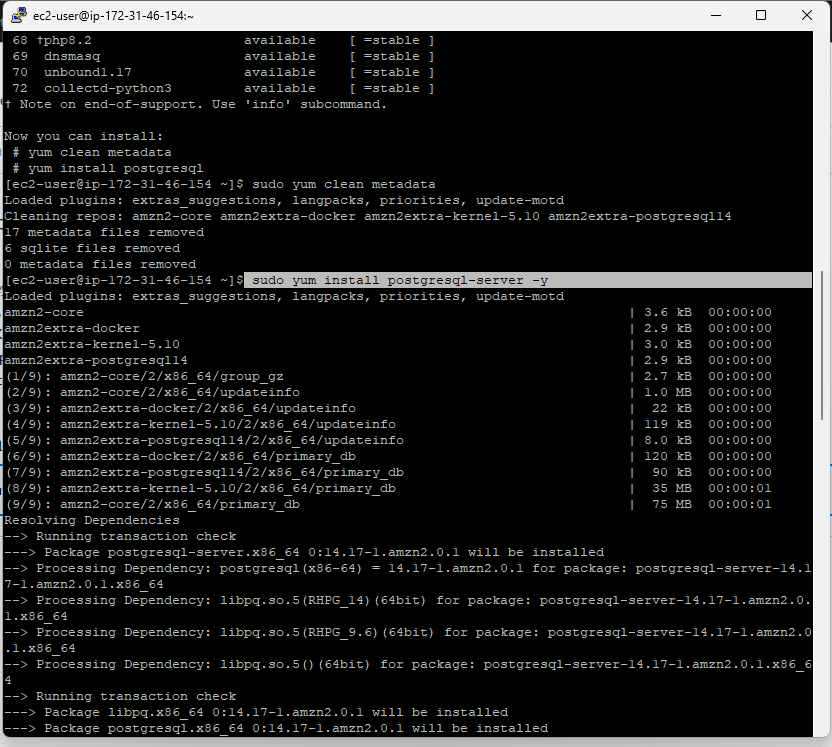 ec2-user@ip-172-31-46-154:~
68 †php8.2 available [ =stable ]
69 dnsmasq available [ =stable ]
70 unbound1.17 available [ =stable ]
72 collectd-python3 available [ =stable ]
† Note on end-of-support. Use 'info' subcommand.
Now you can install:
# yum clean metadata
# yum install postgresql
[ec2-user@ip-172-31-46-154 ~]$ sudo yum clean metadata
Loaded plugins: extras_suggestions, langpacks, priorities, update-motd
Cleaning repos: amzn2-core amzn2extra-docker amzn2extra-kernel-5.10 amzn2extra-postgresql14
17 metadata files removed
6 sqlite files removed
0 metadata files removed
[ec2-user@ip-172-31-46-154 ~]$ sudo yum install postgresql-server -y
Loaded plugins: extras_suggestions, langpacks, priorities, update-motd
amzn2-core | 3.6 kB 00:00:00
amzn2extra-docker | 2.9 kB 00:00:00
amzn2extra-kernel-5.10 | 3.0 kB 00:00:00
amzn2extra-postgresql14 | 2.9 kB 00:00:00
(1/9): amzn2-core/2/x86_64/group_gz | 2.7 kB 00:00:00
(2/9): amzn2-core/2/x86_64/updateinfo | 1.0 MB 00:00:00
(3/9): amzn2extra-docker/2/x86_64/updateinfo | 22 kB 00:00:00
(4/9): amzn2extra-kernel-5.10/2/x86_64/updateinfo | 119 kB 00:00:00
(5/9): amzn2extra-postgresql14/2/x86_64/updateinfo | 8.0 kB 00:00:00
(6/9): amzn2extra-docker/2/x86_64/primary_db | 120 kB 00:00:00
(7/9): amzn2extra-postgresql14/2/x86_64/primary_db | 90 kB 00:00:00
(8/9): amzn2extra-kernel-5.10/2/x86_64/primary_db | 35 MB 00:00:01
(9/9): amzn2-core/2/x86_64/primary_db | 75 MB 00:00:01
Resolving Dependencies
--> Running transaction check
---> Package postgresql-server.x86_64 0:14.17-1.amzn2.0.1 will be installed
--> Processing Dependency: postgresql(x86-64) = 14.17-1.amzn2.0.1 for package: postgresql-server-14.1
7-1.amzn2.0.1.x86_64
--> Processing Dependency: libpq.so.5(RHPG_14)(64bit) for package: postgresql-server-14.17-1.amzn2.0.
1.x86_64
--> Processing Dependency: libpq.so.5(RHPG_9.6)(64bit) for package: postgresql-server-14.17-1.amzn2.0
.1.x86_64
--> Processing Dependency: libpq.so.5()(64bit) for package: postgresql-server-14.17-1.amzn2.0.1.x86_6
4
--> Running transaction check
---> Package libpq.x86_64 0:14.17-1.amzn2.0.1 will be installed
---> Package postgresql.x86_64 0:14.17-1.amzn2.0.1 will be installed